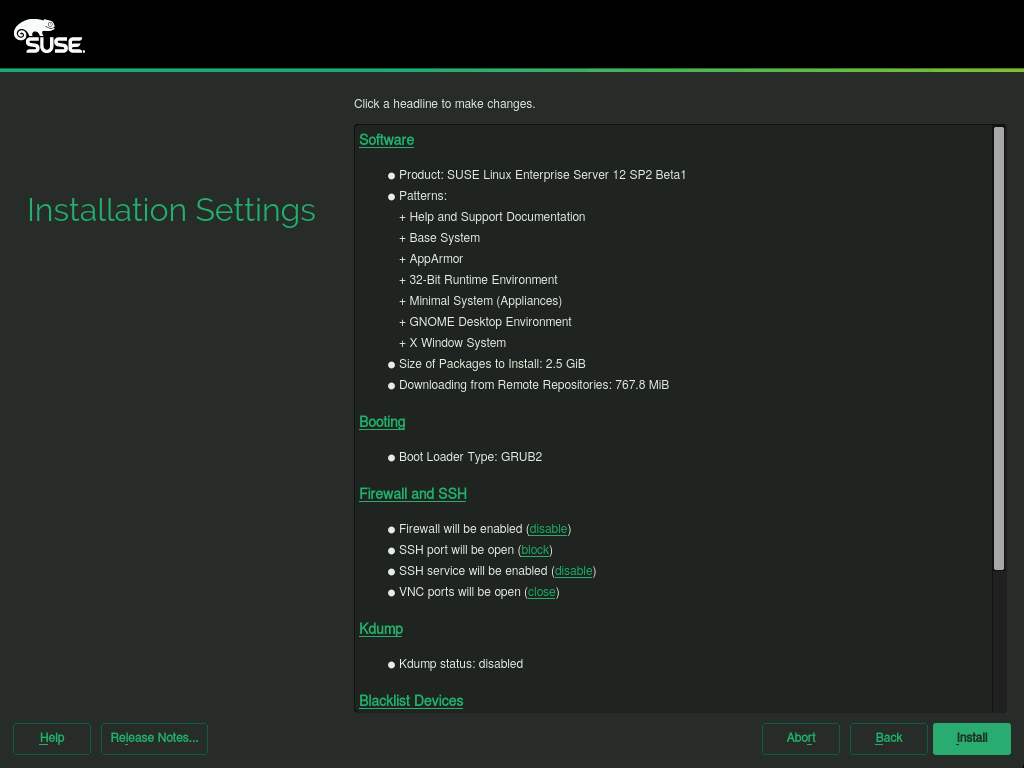 SUSE
Click a headline to make changes.
Installation Settings
Software
● Product: SUSE Linux Enterprise Server 12 SP2 Beta1
● Patterns:
+ Help and Support Documentation
+ Base System
+ AppArmor
+ 32-Bit Runtime Environment
+ Minimal System (Appliances)
+ GNOME Desktop Environment
+ X Window System
● Size of Packages to Install: 2.5 GiB
● Downloading from Remote Repositories: 767.8 MiB
Booting
● Boot Loader Type: GRUB2
Firewall and SSH
● Firewall will be enabled (disable)
● SSH port will be open (block)
● SSH service will be enabled (disable)
● VNC ports will be open (close)
Kdump
● Kdump status: disabled
Blacklist Devices
Help
Release Notes...
Abort
Back
Install